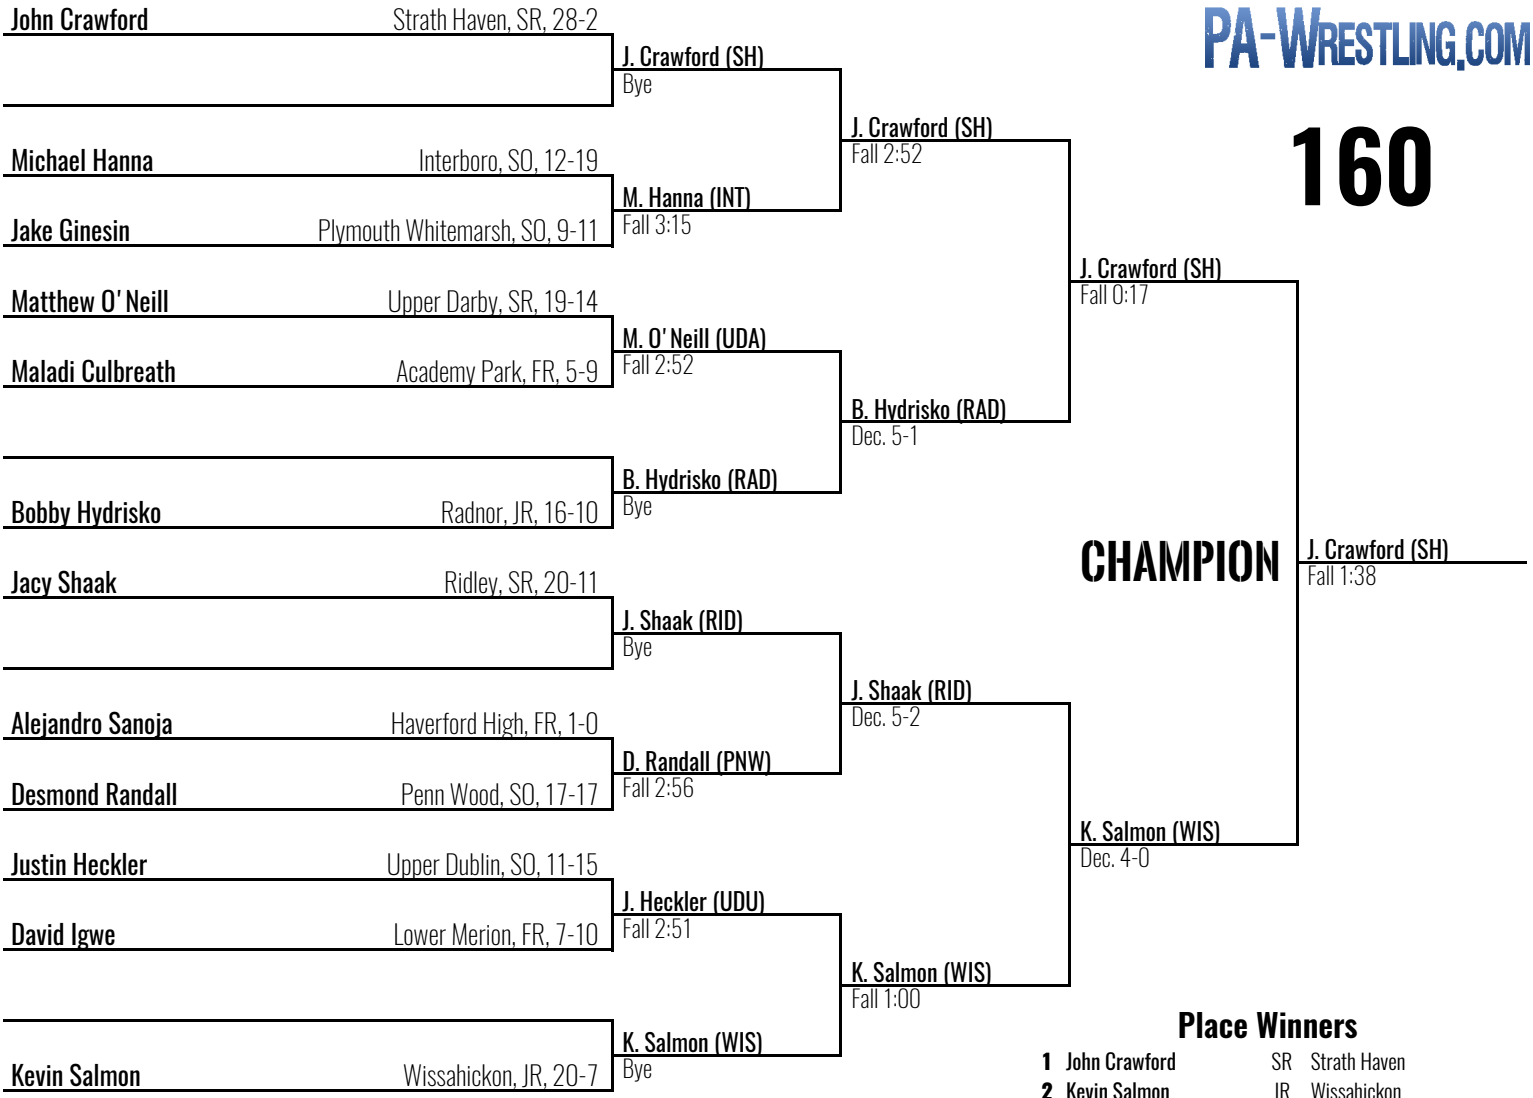 John Crawford Strath Haven, SR, 28-2
PA-WRESTLING.COM
J. Crawford (SH)
Bye
160
J. Crawford (SH)
Fall 2:52
Michael Hanna Interboro, SO, 12-19
M. Hanna (INT)
Fall 3:15
Jake Ginesin Plymouth Whitemarsh, SO, 9-11
J. Crawford (SH)
Fall 0:17
Matthew O'Neill Upper Darby, SR, 19-14
M. O'Neill (UDA)
Fall 2:52
Maladi Culbreath Academy Park, FR, 5-9
B. Hydrisko (RAD)
Dec. 5-1
B. Hydrisko (RAD)
Bye
Bobby Hydrisko Radnor, JR, 16-10
CHAMPION
J. Crawford (SH)
Fall 1:38
Jacy Shaak Ridley, SR, 20-11
J. Shaak (RID)
Bye
J. Shaak (RID)
Dec. 5-2
Alejandro Sanoja Haverford High, FR, 1-0
D. Randall (PNW)
Fall 2:56
Desmond Randall Penn Wood, SO, 17-17
K. Salmon (WIS)
Dec. 4-0
Justin Heckler Upper Dublin, SO, 11-15
J. Heckler (UDU)
Fall 2:51
David Igwe Lower Merion, FR, 7-10
K. Salmon (WIS)
Fall 1:00
K. Salmon (WIS)
Bye
Kevin Salmon Wissahickon, JR, 20-7
Place Winners
1 John Crawford SR Strath Haven
2 Kevin Salmon JR Wissahickon